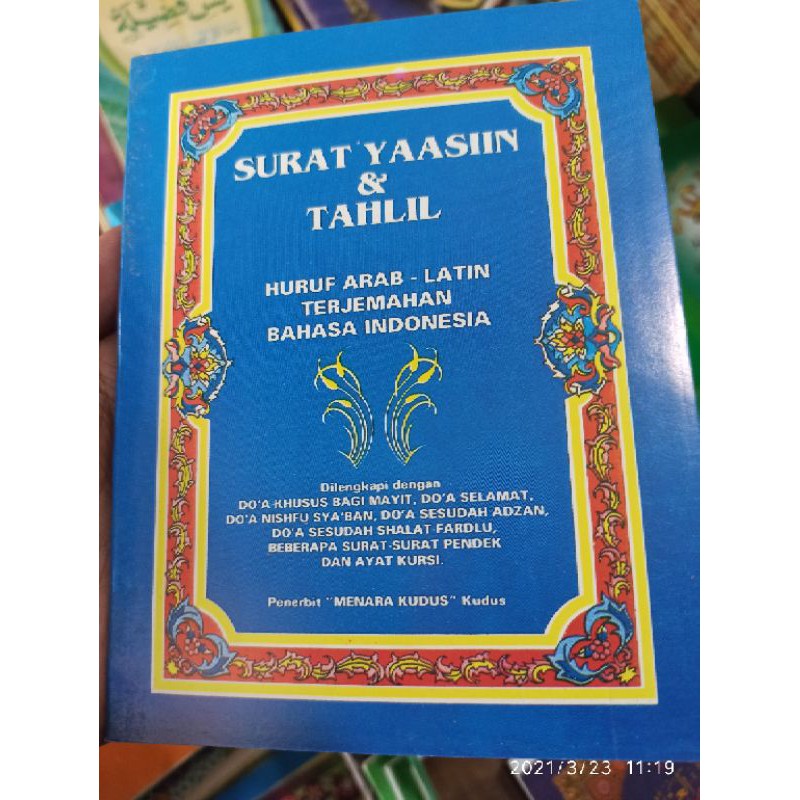 يس فضيلة
SURAT YAASIIN
&
TAHLIL
HURUF ARAB - LATIN
TERJEMAHAN
BAHASA INDONESIA
Dilengkapi dengan
DO'A KHUSUS BAGI MAYIT, DO'A SELAMAT,
DO'A NISHFU SYA'BAN, DO'A SESUDAH ADZAN,
DO'A SESUDAH SHALAT FARDLU,
BEBERAPA SURAT-SURAT PENDEK
DAN AYAT KURSI.
Penerbit "MENARA KUDUS" Kudus
2021/3/23 11:19